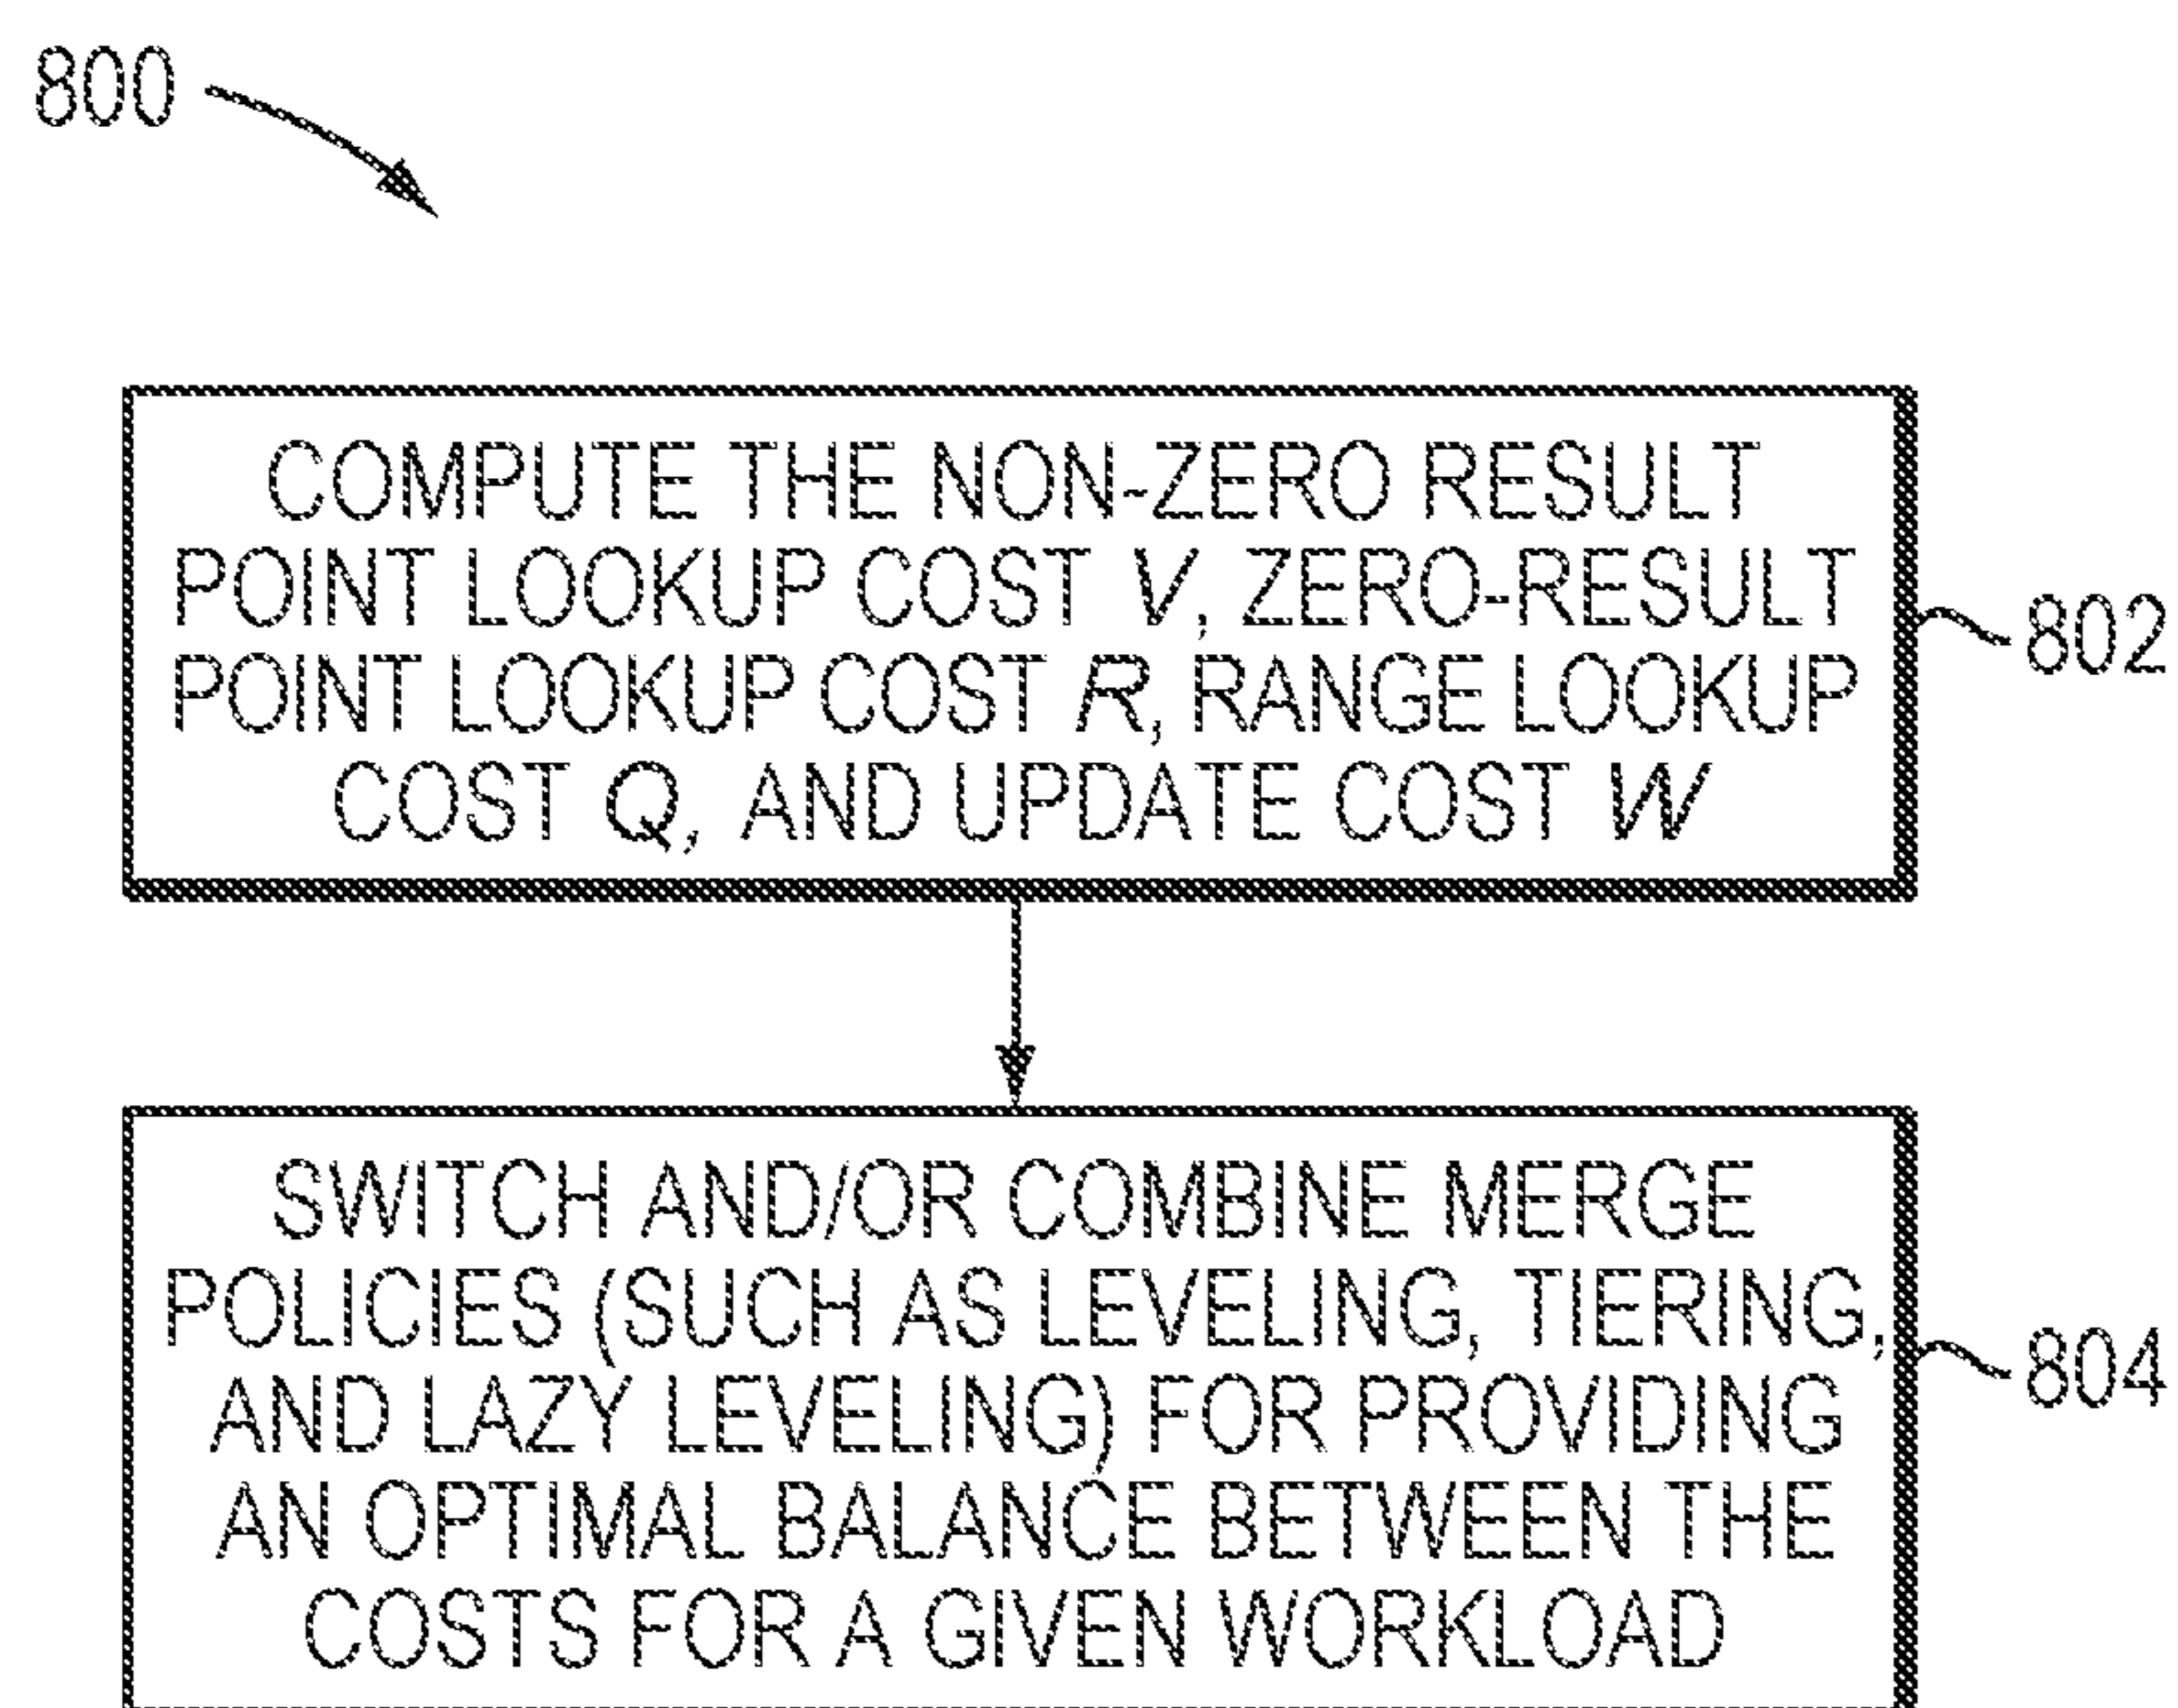 800
COMPUTE THE NON-ZERO RESULT
POINT LOOKUP COST V, ZERO-RESULT
POINT LOOKUP COST R, RANGE LOOKUP
COST Q, AND UPDATE COST W
802
SWITCH AND/OR COMBINE MERGE
POLICIES (SUCH AS LEVELING, TIERING,
AND LAZY LEVELING) FOR PROVIDING
AN OPTIMAL BALANCE BETWEEN THE
COSTS FOR A GIVEN WORKLOAD
804